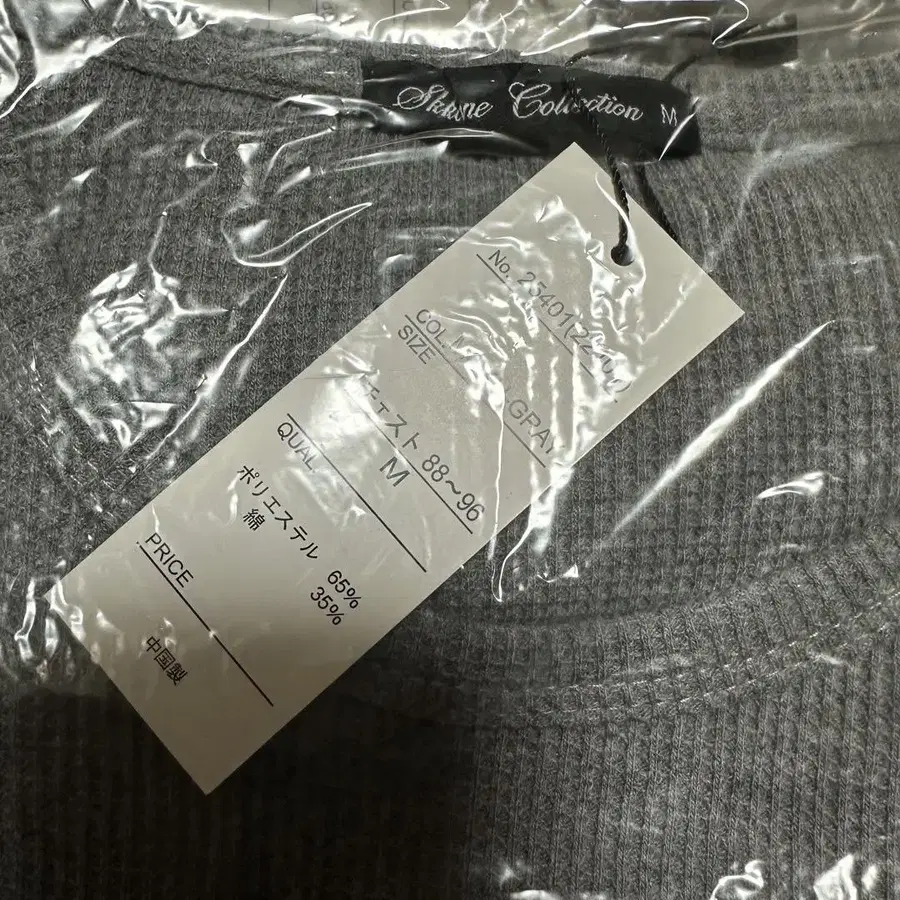 Collection M
No. 25401
COL. GRAY
SIZE
チェスト 88～96
M
QUAL
ポリエステル 65%
綿 35%
PRICE
中国製